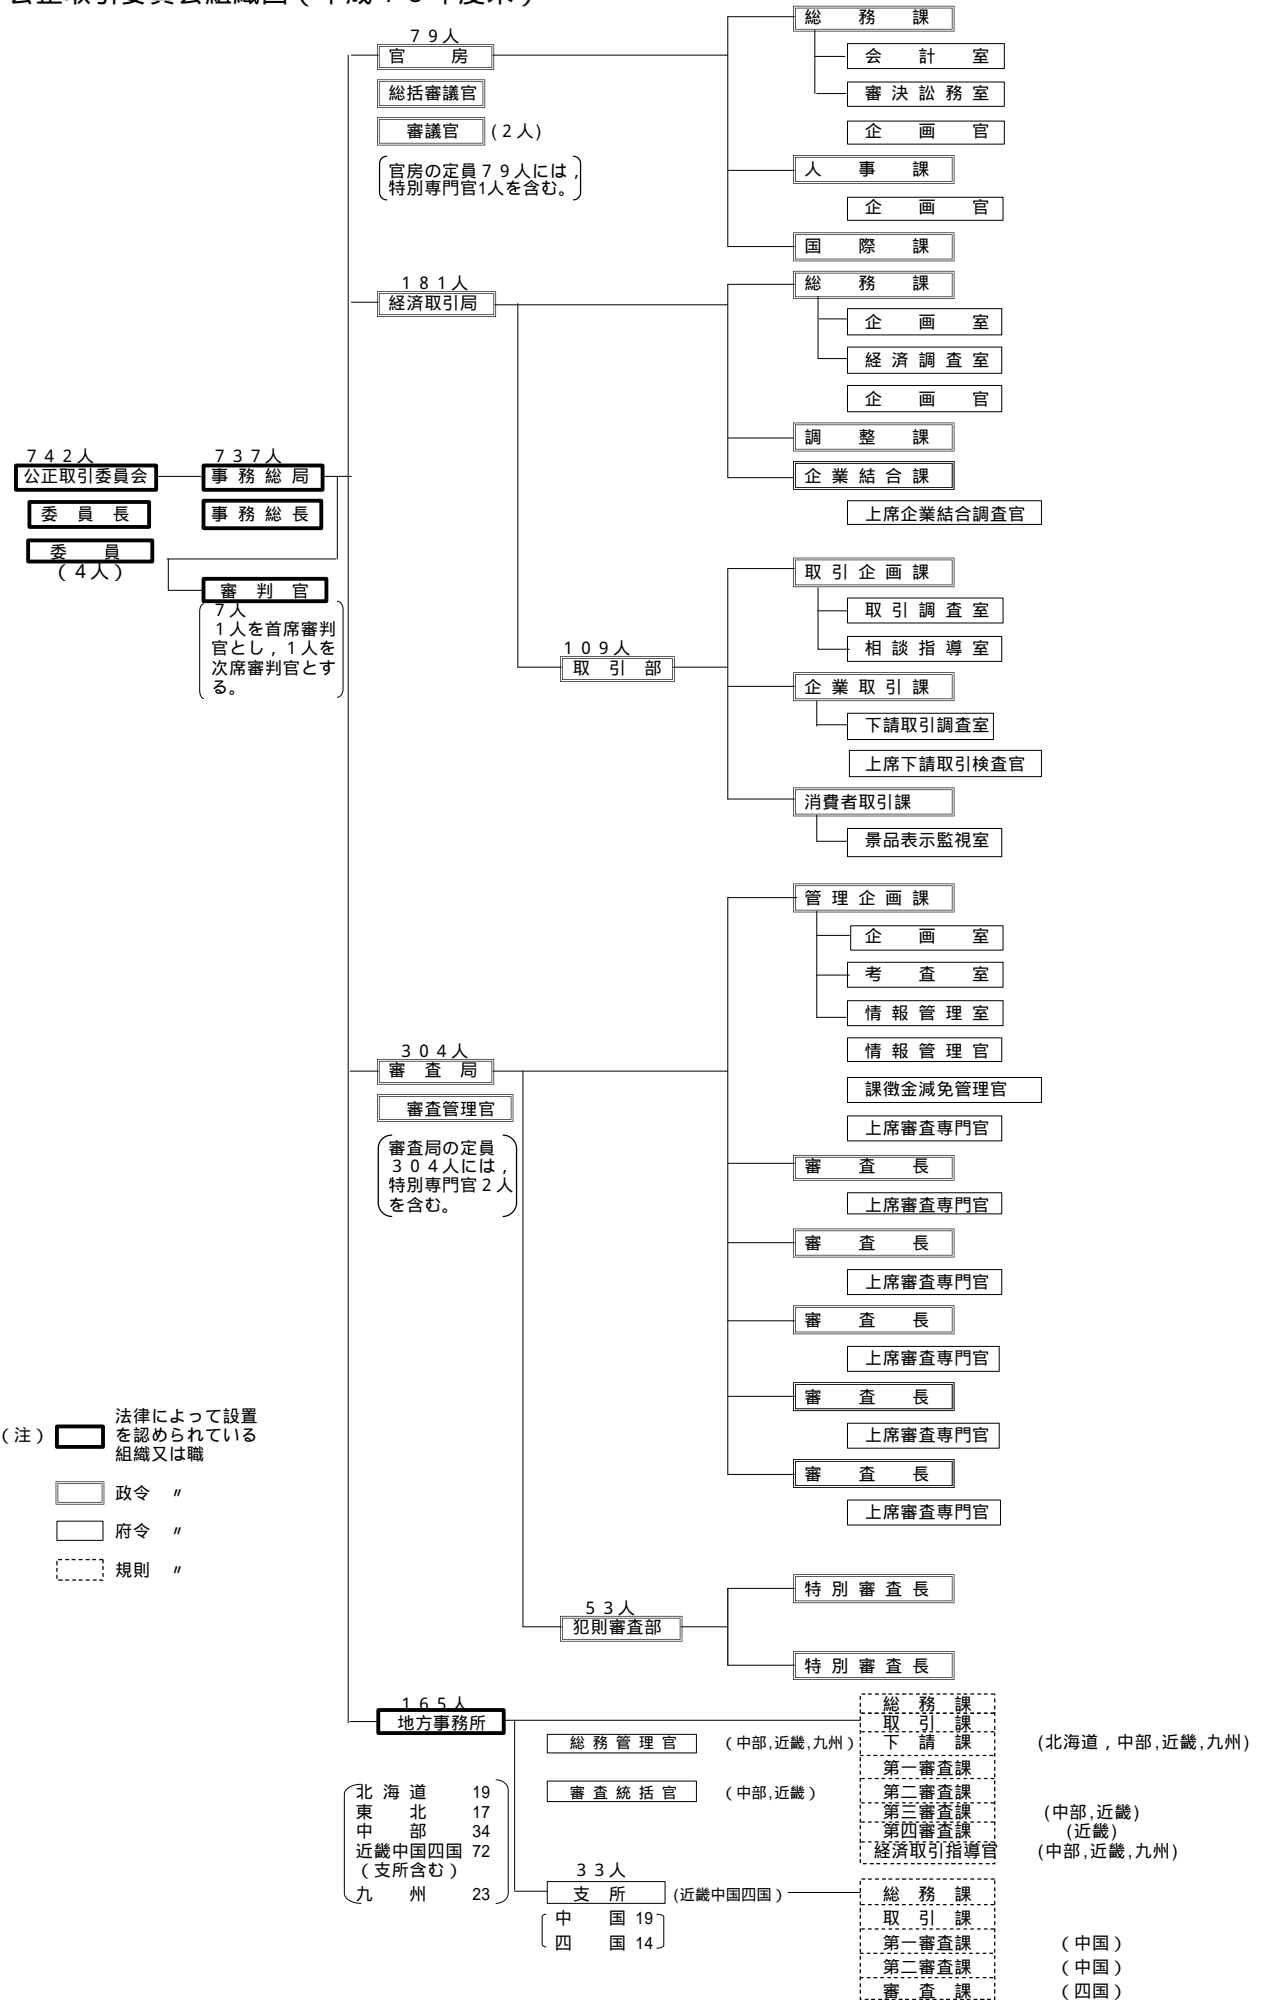 公正取引委員会組織図（平成18年度末）
742人
公正取引委員会
委員長
委員
（4人）
737人
事務総局
事務総長
審判官
7人
1人を首席審判
官とし，1人を
次席審判官とす
る。
79人
官房
総括審議官
審議官 (2人)
官房の定員79人には，
特別専門官1人を含む。
総務課
会計室
審決訟務室
企画官
人事課
企画官
国際課
181人
経済取引局
総務課
企画室
経済調査室
企画官
調整課
企業結合課
上席企業結合調査官
109人
取引部
取引企画課
取引調査室
相談指導室
企業取引課
下請取引調査室
上席下請取引検査官
消費者取引課
景品表示監視室
304人
審査局
審査管理官
審査局の定員
304人には，
特別専門官2人
を含む。
管理企画課
企画室
考査室
情報管理室
情報管理官
課徴金減免管理官
上席審査専門官
審査長
上席審査専門官
審査長
上席審査専門官
審査長
上席審査専門官
審査長
上席審査専門官
審査長
上席審査専門官
53人
犯則審査部
特別審査長
特別審査長
165人
地方事務所
北海道 19
東北 17
中部 34
近畿中国四国 72
（支所含む）
九州 23
総務管理官 （中部,近畿,九州）
審査統括官 （中部,近畿）
総務課
取引課
下請課 (北海道，中部,近畿,九州)
第一審査課
第二審査課
第三審査課 (中部,近畿)
第四審査課 (近畿)
経済取引指導官 (中部,近畿,九州)
33人
支所 (近畿中国四国）
中国 19
四国 14
総務課
取引課
第一審査課 （中国）
第二審査課 （中国）
審査課 （四国）
（注） 法律によって設置
を認められている
組織又は職
政令 〃
府令 〃
規則 〃